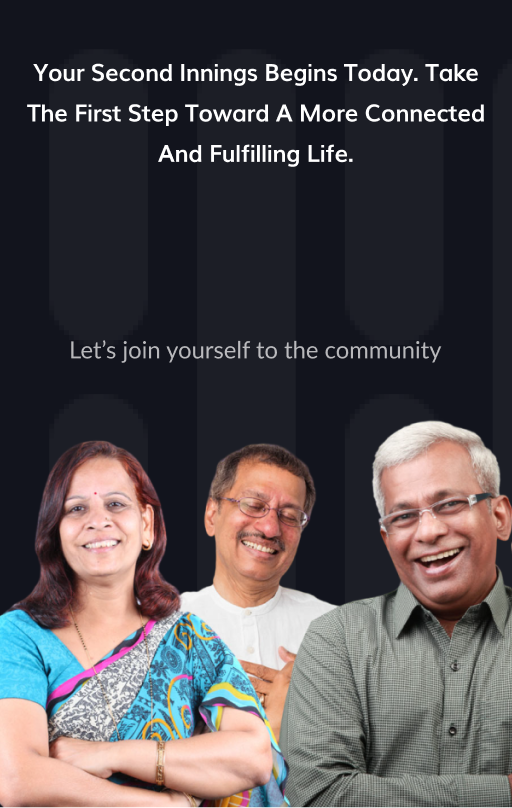 Your Second Innings Begins Today. Take
The First Step Toward A More Connected
And Fulfilling Life.
Let’s join yourself to the community